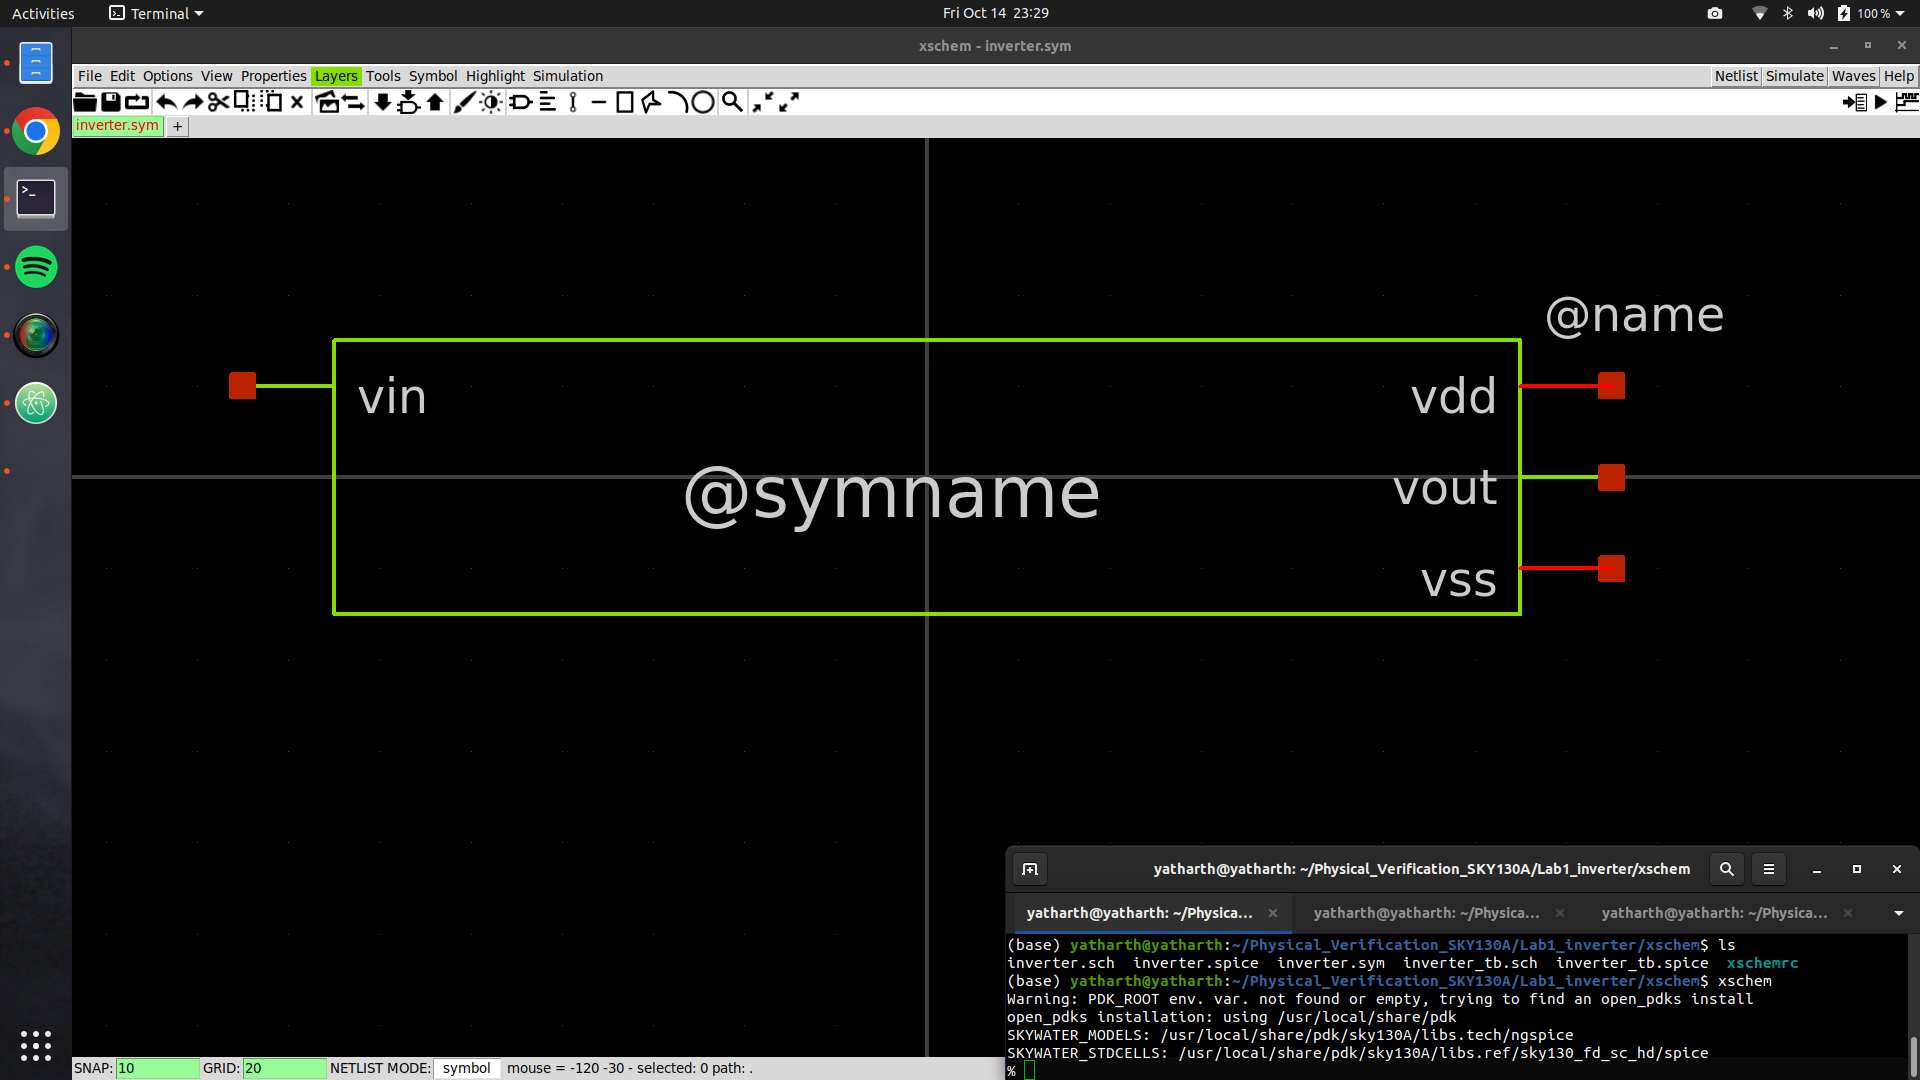 Activities Terminal Fri Oct 14 23:29 100 %
xschem - inverter.sym
File Edit Options View Properties Layers Tools Symbol Highlight Simulation Netlist Simulate Waves Help
inverter.sym +
@name
vin vdd
@symname vout
vss
yatharth@yatharth: ~/Physical_Verification_SKY130A/Lab1_inverter/xschem
yatharth@yatharth: ~/Physica... yatharth@yatharth: ~/Physica... yatharth@yatharth: ~/Physica...
(base) yatharth@yatharth:~/Physical_Verification_SKY130A/Lab1_inverter/xschem$ ls
inverter.sch inverter.spice inverter.sym inverter_tb.sch inverter_tb.spice xschemrc
(base) yatharth@yatharth:~/Physical_Verification_SKY130A/Lab1_inverter/xschem$ xschem
Warning: PDK_ROOT env. var. not found or empty, trying to find an open_pdks install
open_pdks installation: using /usr/local/share/pdk
SKYWATER_MODELS: /usr/local/share/pdk/sky130A/libs.tech/ngspice
SKYWATER_STDCELLS: /usr/local/share/pdk/sky130A/libs.ref/sky130_fd_sc_hd/spice
%
SNAP: 10 GRID: 20 NETLIST MODE: symbol mouse = -120 -30 - selected: 0 path: .